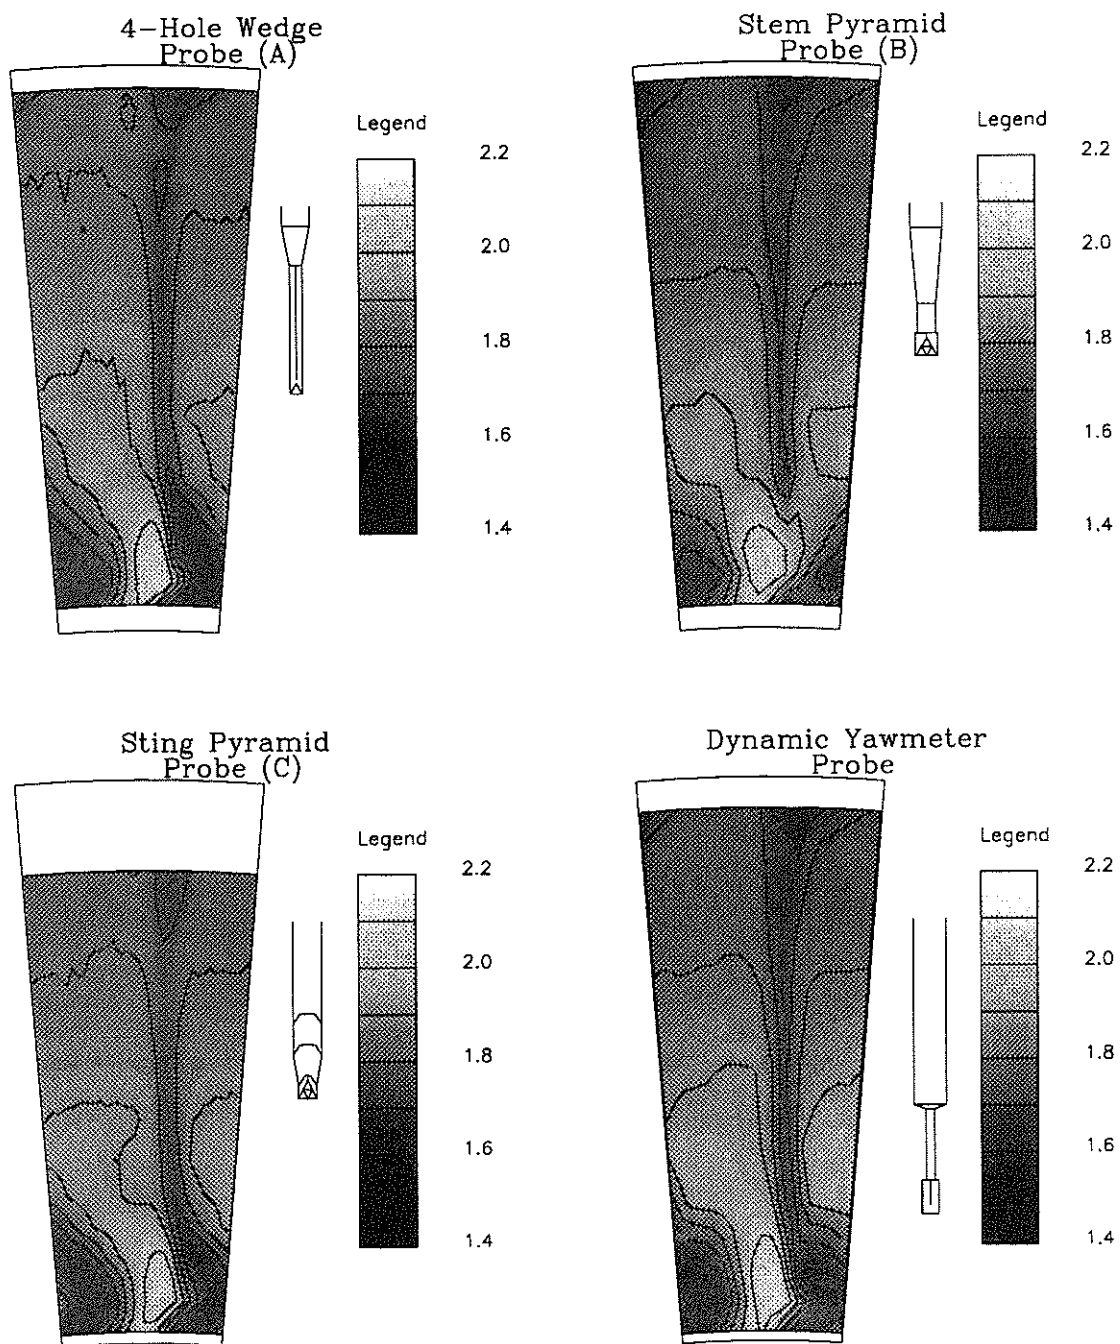 4-Hole Wedge
Probe (A)
Legend
2.2
2.0
1.8
1.6
1.4
Stem Pyramid
Probe (B)
Legend
2.2
2.0
1.8
1.6
1.4
Sting Pyramid
Probe (C)
Legend
2.2
2.0
1.8
1.6
1.4
Dynamic Yawmeter
Probe
Legend
2.2
2.0
1.8
1.6
1.4